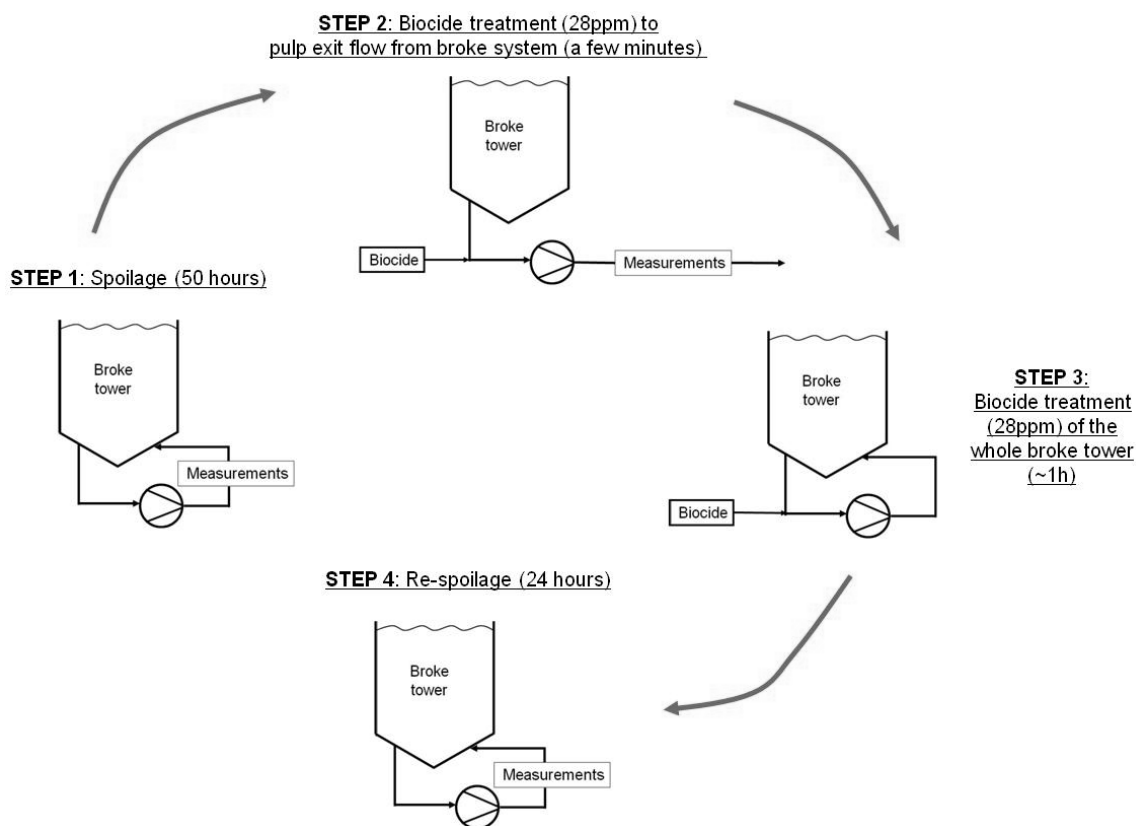 STEP 2: Biocide treatment (28ppm) to
pulp exit flow from broke system (a few minutes)
Broke
tower
Biocide
Measurements
STEP 1: Spoilage (50 hours)
Broke
tower
Measurements
Broke
tower
Biocide
STEP 3:
Biocide treatment
(28ppm) of the
whole broke tower
(~1h)
STEP 4: Re-spoilage (24 hours)
Broke
tower
Measurements